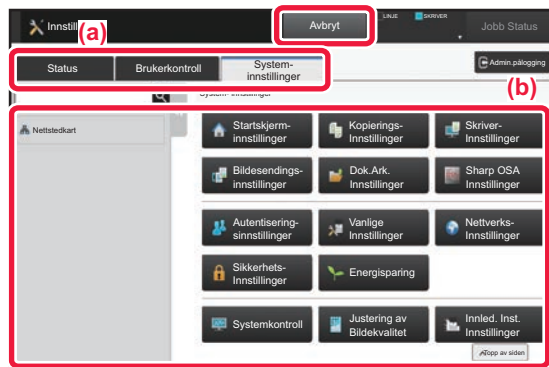 Innstill
(a)
Avbryt
LINJE
SKRIVER
Jobb Status
Status
Brukerkontroll
System-
innstillinger
Admin.pålogging
(b)
Nettstedkart
Startskjerm-
innstillinger
Kopierings-
Innstillinger
Skriver-
Innstillinger
Bildesendings-
innstillinger
Dok.Ark.
Innstillinger
Sharp OSA
Innstillinger
Autentisering-
sinnstillinger
Vanlige
Innstillinger
Nettverks-
Innstillinger
Sikkerhets-
Innstillinger
Energisparing
Systemkontroll
Justering av
Bildekvalitet
Innled. Inst.
Innstillinger
Topp av siden